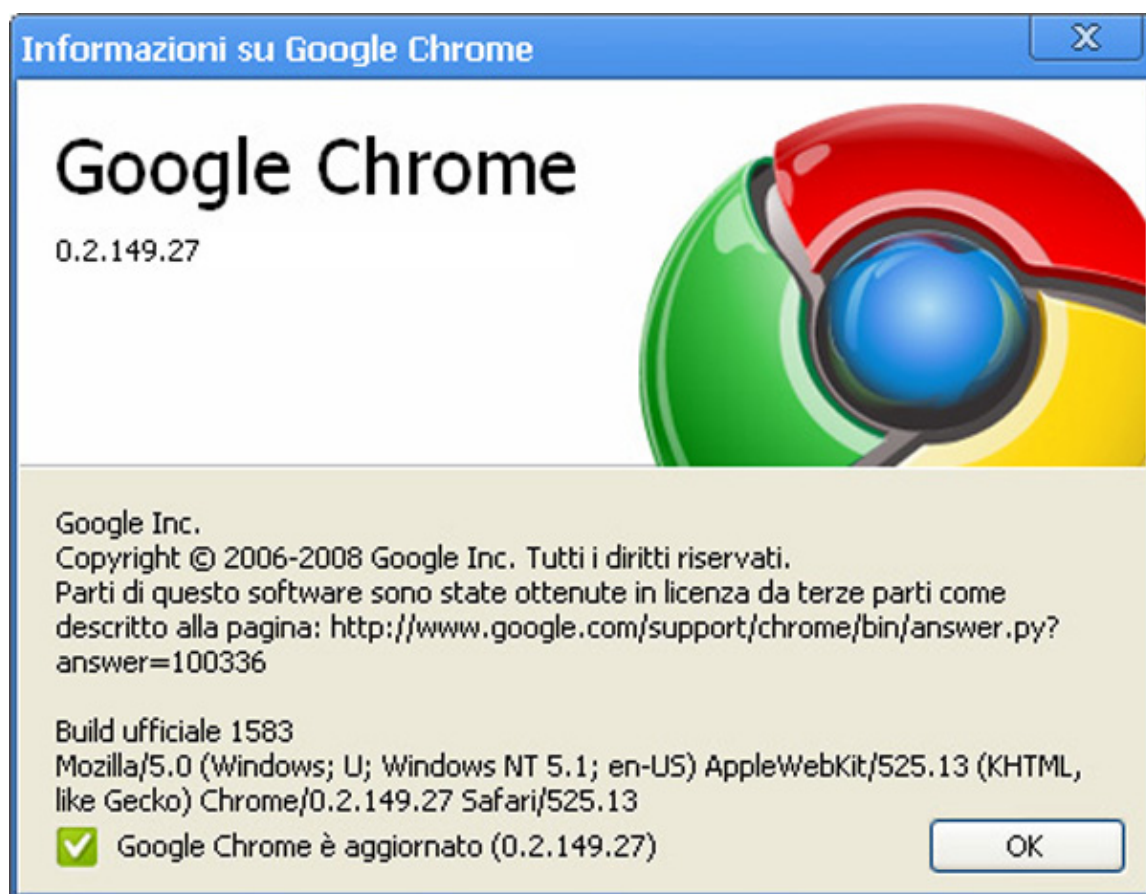 Informazioni su Google Chrome
X
Google Chrome
0.2.149.27
Google Inc.
Copyright © 2006-2008 Google Inc. Tutti i diritti riservati.
Parti di questo software sono state ottenute in licenza da terze parti come
descritto alla pagina: http://www.google.com/support/chrome/bin/answer.py?
answer=100336
Build ufficiale 1583
Mozilla/5.0 (Windows; U; Windows NT 5.1; en-US) AppleWebKit/525.13 (KHTML,
like Gecko) Chrome/0.2.149.27 Safari/525.13
Google Chrome è aggiornato (0.2.149.27)
OK